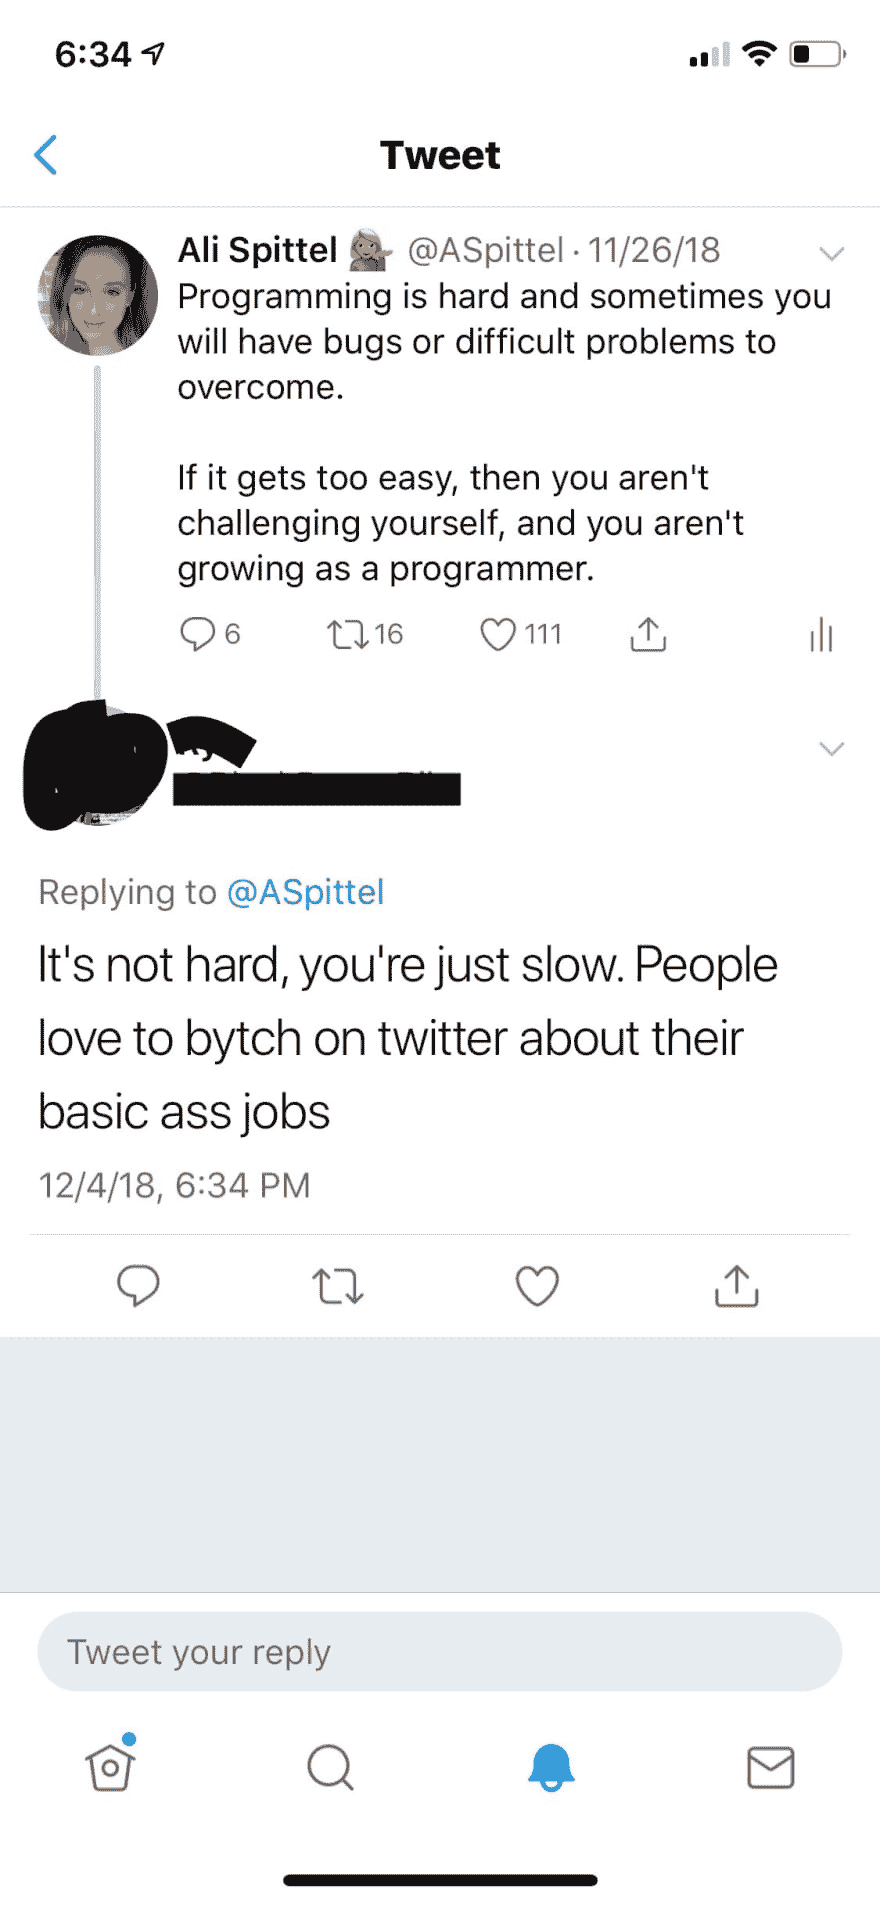 6:34
Tweet
Ali Spittel @ASpittel · 11/26/18
Programming is hard and sometimes you
will have bugs or difficult problems to
overcome.
If it gets too easy, then you aren't
challenging yourself, and you aren't
growing as a programmer.
6 16 111
Replying to @ASpittel
It's not hard, you're just slow. People
love to bytch on twitter about their
basic ass jobs
12/4/18, 6:34 PM
Tweet your reply